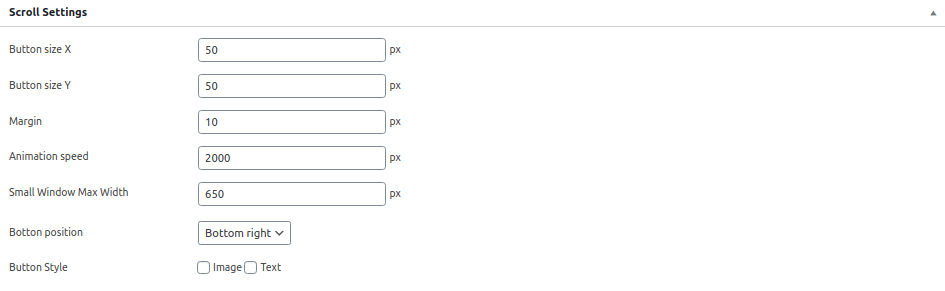 Scroll Settings
Button size X 50 px
Button size Y 50 px
Margin 10 px
Animation speed 2000 px
Small Window Max Width 650 px
Botton position Bottom right
Button Style Image Text